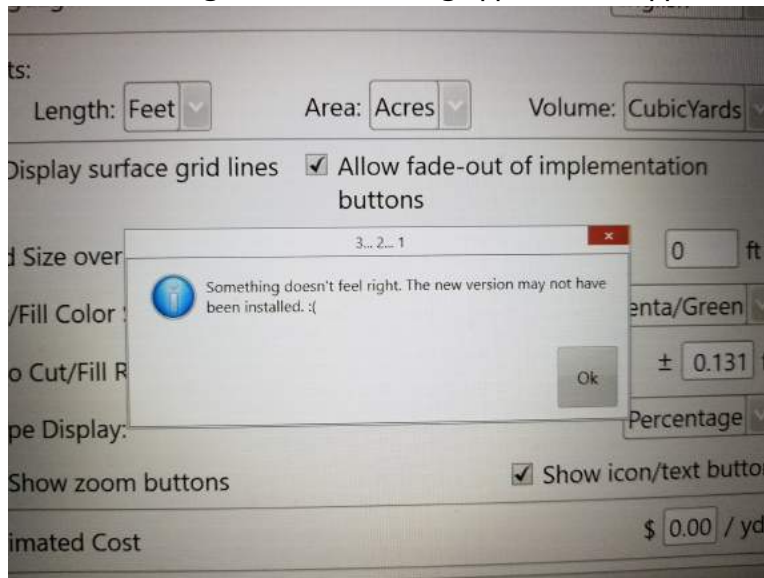 ts:
Length: Feet Area: Acres Volume: CubicYards
Display surface grid lines Allow fade-out of implementation
buttons
3... 2... 1
d Size over 0 ft
Something doesn't feel right. The new version may not have
been installed. :(
/Fill Color enta/Green
o Cut/Fill R ± 0.131
Ok
pe Display: Percentage
Show zoom buttons Show icon/text butto
imated Cost $ 0.00 / yd